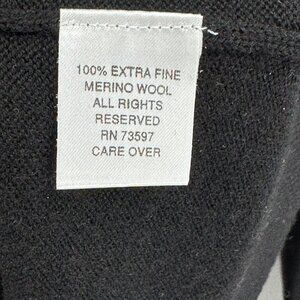 100% EXTRA FINE
MERINO WOOL
ALL RIGHTS
RESERVED
RN 73597
CARE OVER